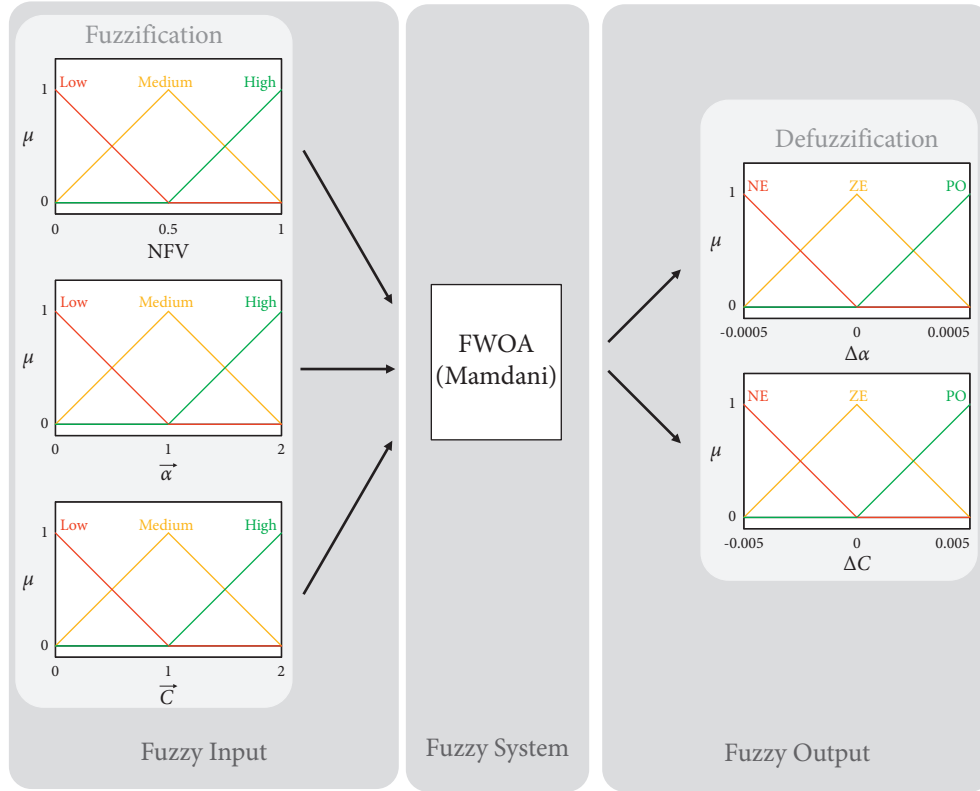 Fuzzification
Low Medium High
1
μ
0
0 0.5 1
NFV
Low Medium High
1
μ
0
0 1 2
α
Low Medium High
1
μ
0
0 1 2
C
Fuzzy Input
FWOA
(Mamdani)
Fuzzy System
Defuzzification
NE ZE PO
1
μ
0
-0.0005 0 0.0005
Δα
NE ZE PO
1
μ
0
-0.005 0 0.005
ΔC
Fuzzy Output